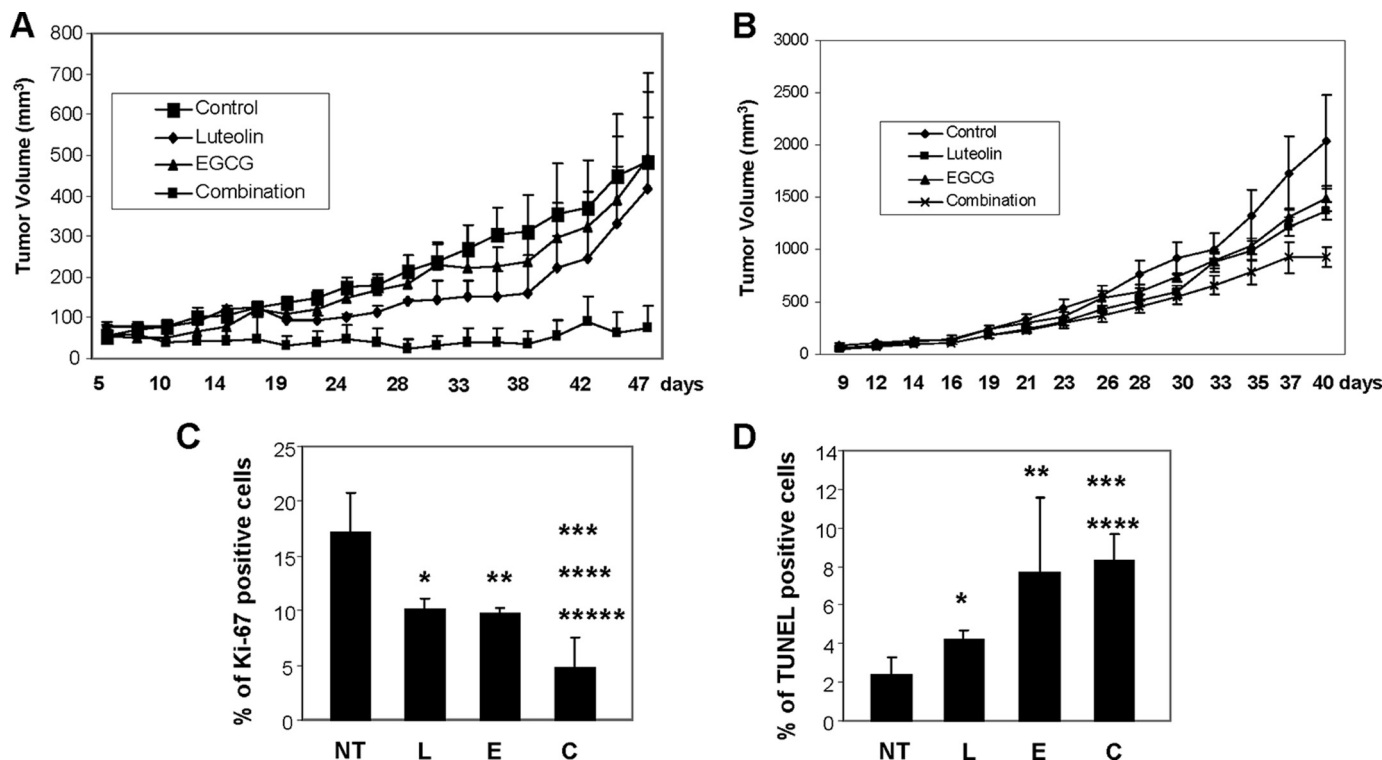 A
Tumor Volume (mm³)
800
700
600
500
400
300
200
100
0
Control
Luteolin
EGCG
Combination
5 10 14 19 24 28 33 38 42 47 days
B
Tumor Volume (mm³)
3000
2500
2000
1500
1000
500
0
Control
Luteolin
EGCG
Combination
9 12 14 16 19 21 23 26 28 30 33 35 37 40 days
C
% of Ki-67 positive cells
25
20
15
10
5
0
*
**
***
****
*****
NT L E C
D
% of TUNEL positive cells
14
12
10
8
6
4
2
0
*
**
***
****
NT L E C